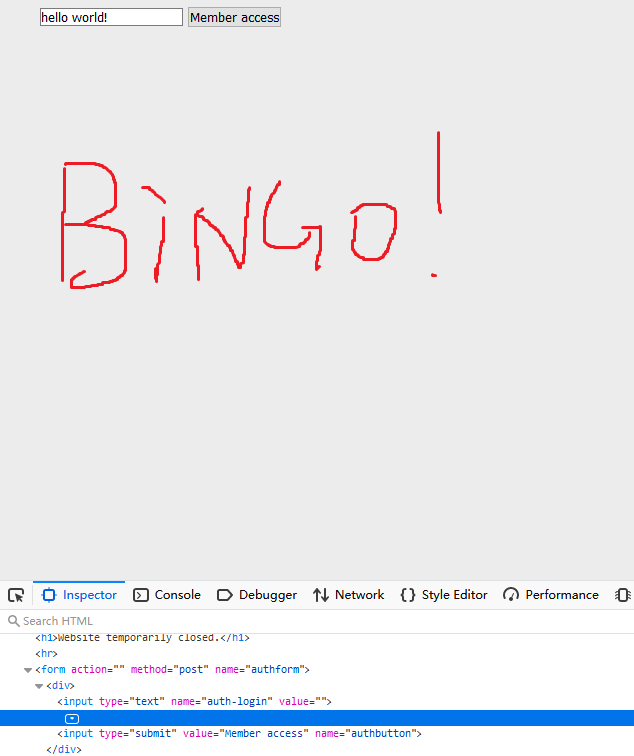 hello world! Member access
BiNGO!
Inspector Console Debugger Network Style Editor Performance
Search HTML
<h1>Website temporarily closed.</h1>
<hr>
<form action="" method="post" name="authform">
<div>
<input type="text" name="auth-login" value="">
<input type="submit" value="Member access" name="authbutton">
</div>